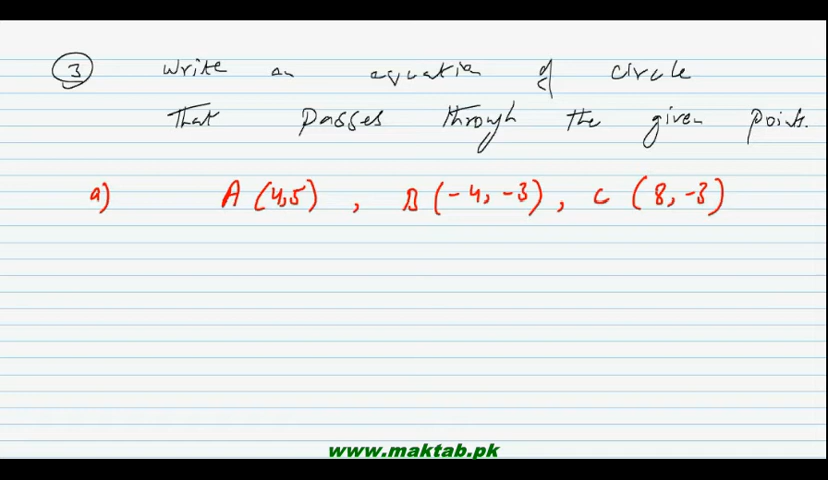 3 Write an equation of circle
That passes through the given points.
a) A (4,5) , B (-4, -3) , C (8, -3)
www.maktab.pk